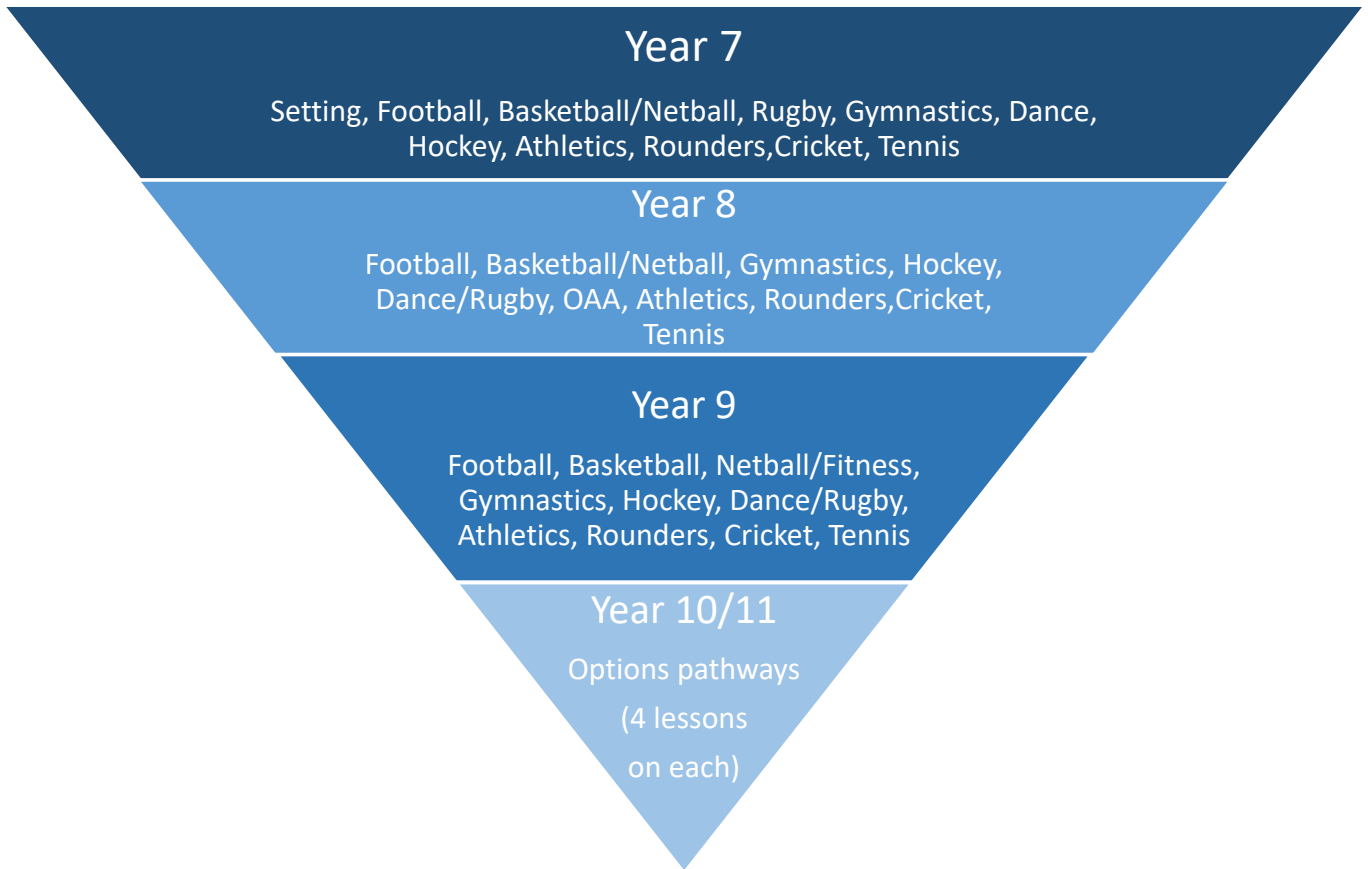 Year 7
Setting, Football, Basketball/Netball, Rugby, Gymnastics, Dance,
Hockey, Athletics, Rounders,Cricket, Tennis
Year 8
Football, Basketball/Netball, Gymnastics, Hockey,
Dance/Rugby, OAA, Athletics, Rounders,Cricket,
Tennis
Year 9
Football, Basketball, Netball/Fitness,
Gymnastics, Hockey, Dance/Rugby,
Athletics, Rounders, Cricket, Tennis
Year 10/11
Options pathways
(4 lessons
on each)